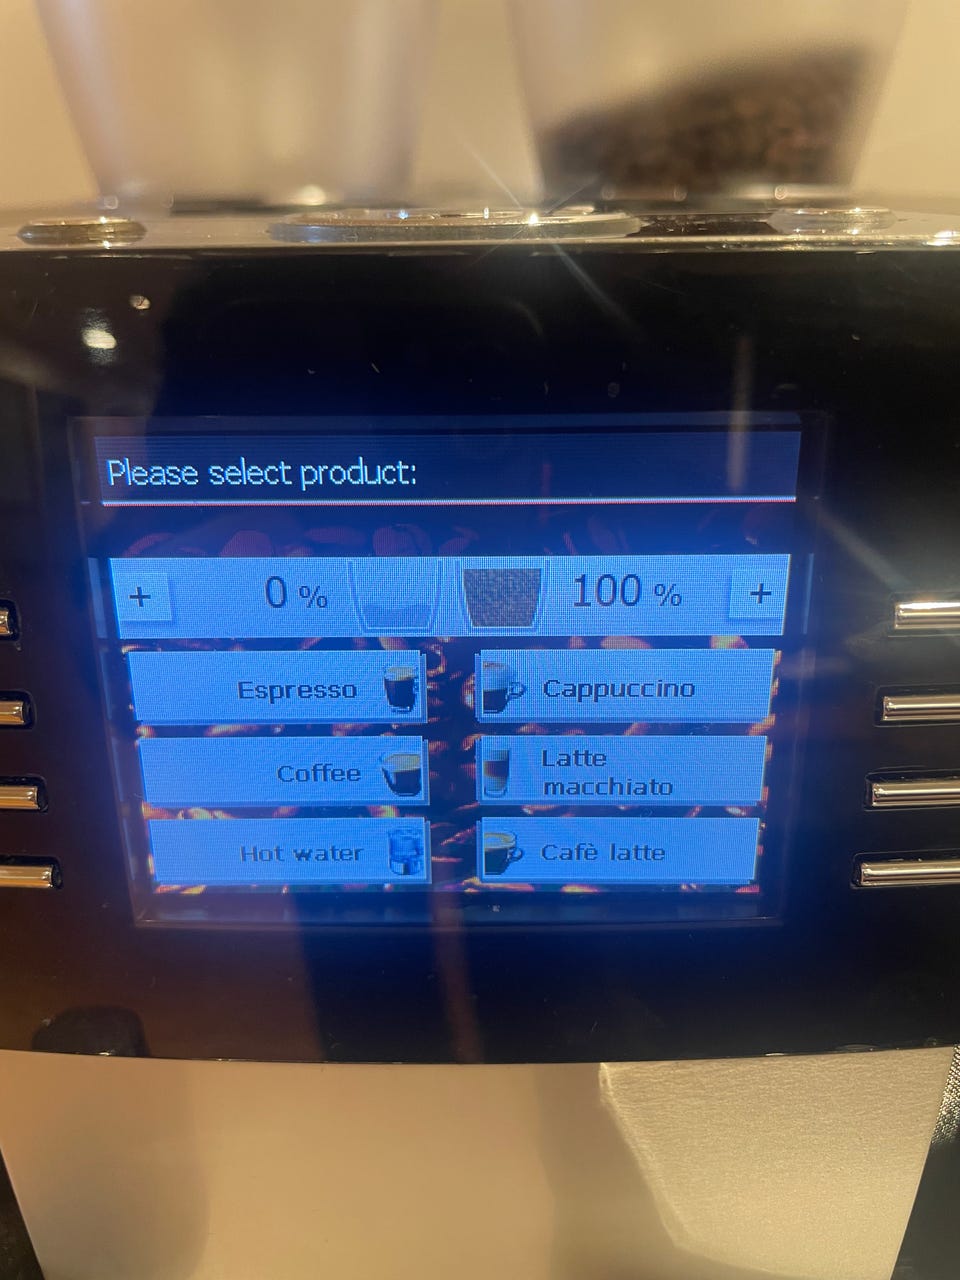 Please select product:
+ 0 % 100 % +
Espresso
Cappuccino
Coffee
Latte
macchiato
Hot water
Cafè latte